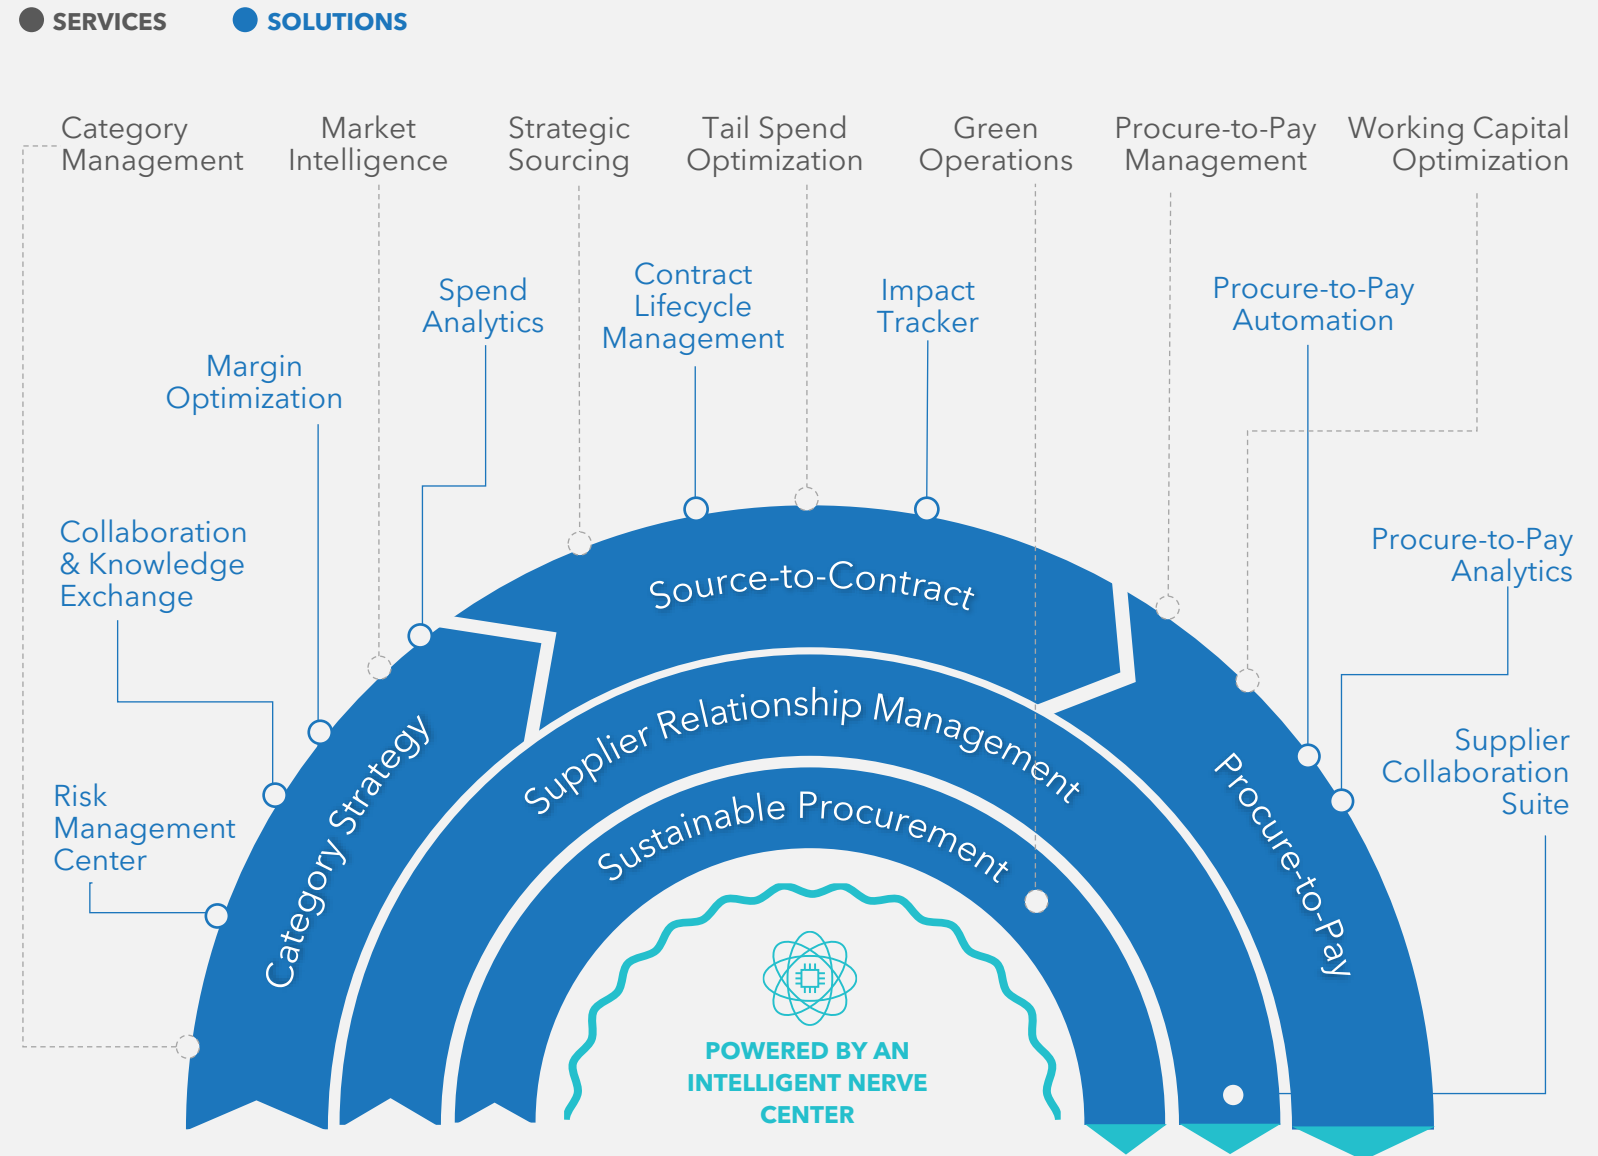 SERVICES
SOLUTIONS
Category
Management
Market
Intelligence
Strategic
Sourcing
Tail Spend
Optimization
Green
Operations
Procure-to-Pay
Management
Working Capital
Optimization
Spend
Analytics
Contract
Lifecycle
Management
Impact
Tracker
Procure-to-Pay
Automation
Margin
Optimization
Collaboration
& Knowledge
Exchange
Procure-to-Pay
Analytics
Risk
Management
Center
Supplier
Collaboration
Suite
Category Strategy
Source-to-Contract
Procure-to-Pay
Supplier Relationship Management
Sustainable Procurement
POWERED BY AN
INTELLIGENT NERVE
CENTER